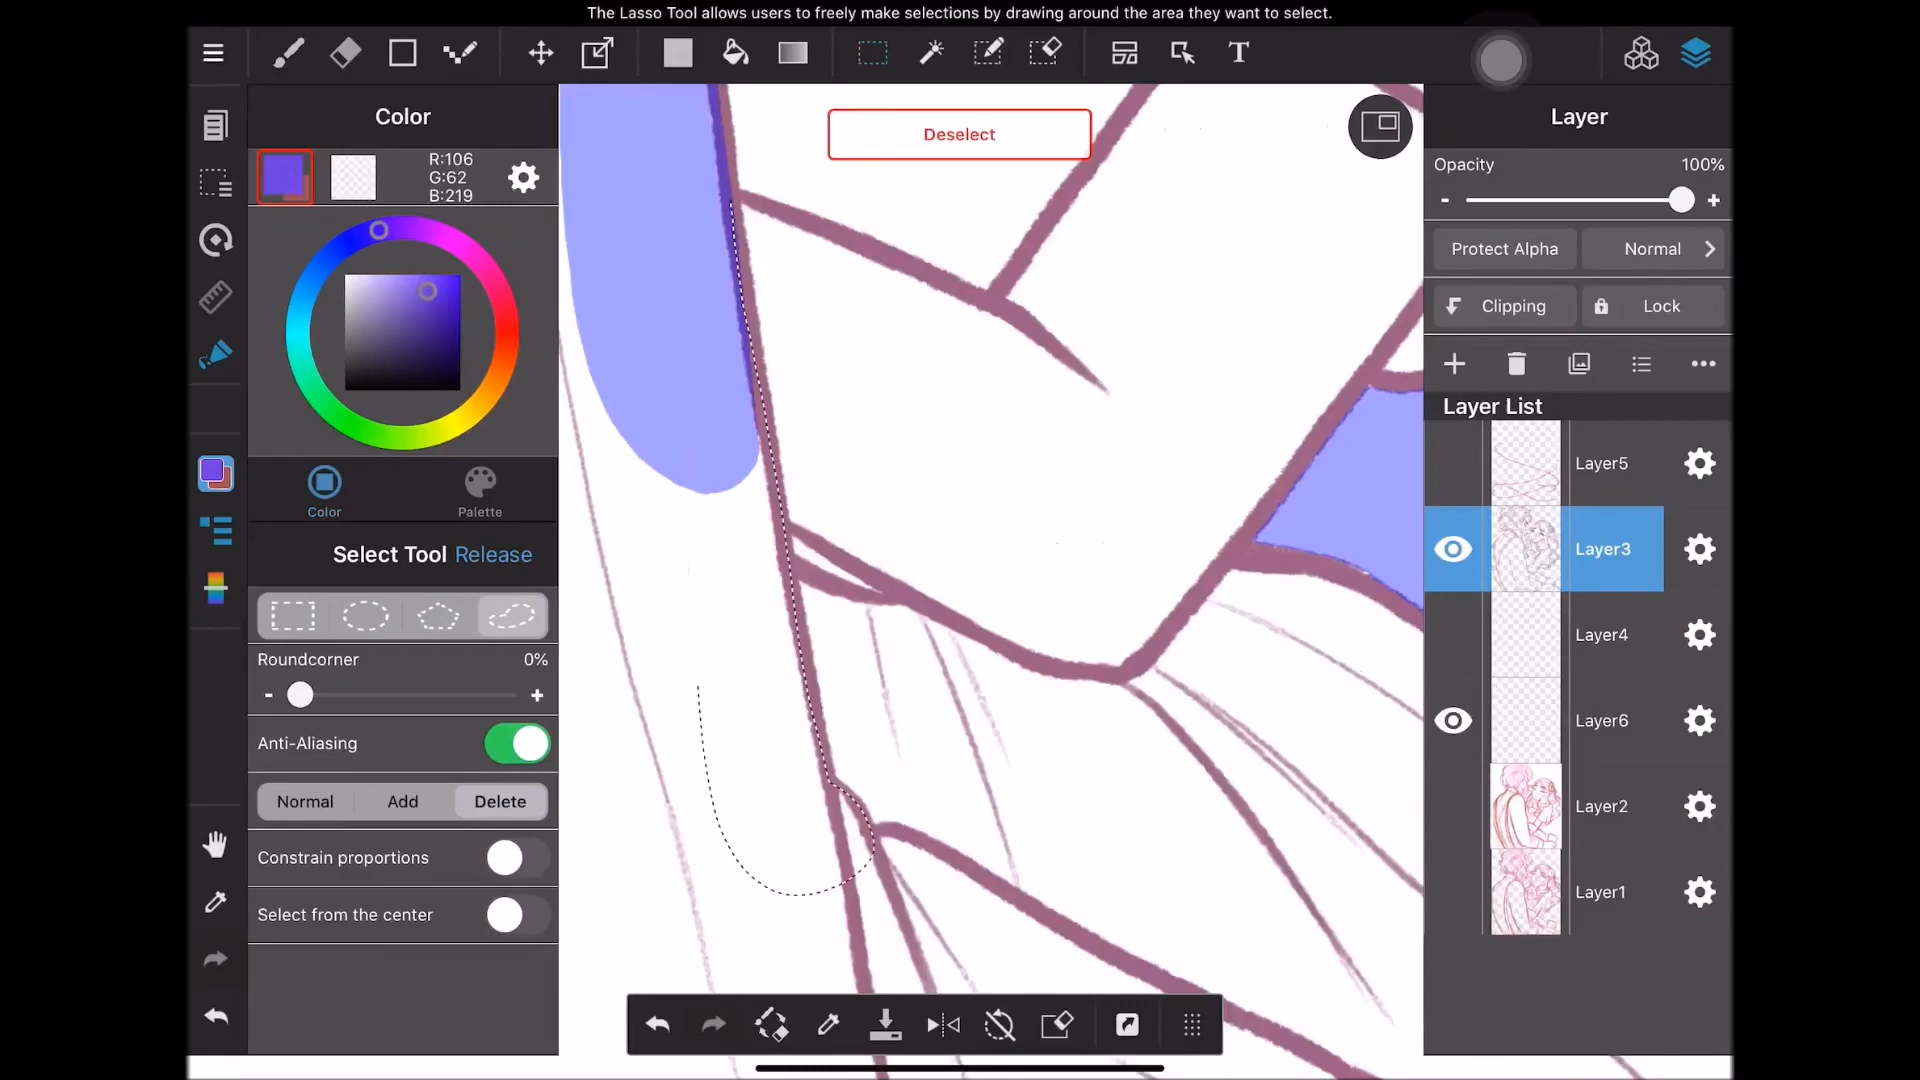 The Lasso Tool allows users to freely make selections by drawing around the area they want to select.
T
Color
R:106
G:62
B:219
Color
Palette
Select Tool Release
Roundcorner 0%
- +
Anti-Aliasing
Normal Add Delete
Constrain proportions
Select from the center
Deselect
Layer
Opacity 100%
- +
Protect Alpha Normal
Clipping Lock
Layer List
Layer5
Layer3
Layer4
Layer6
Layer2
Layer1